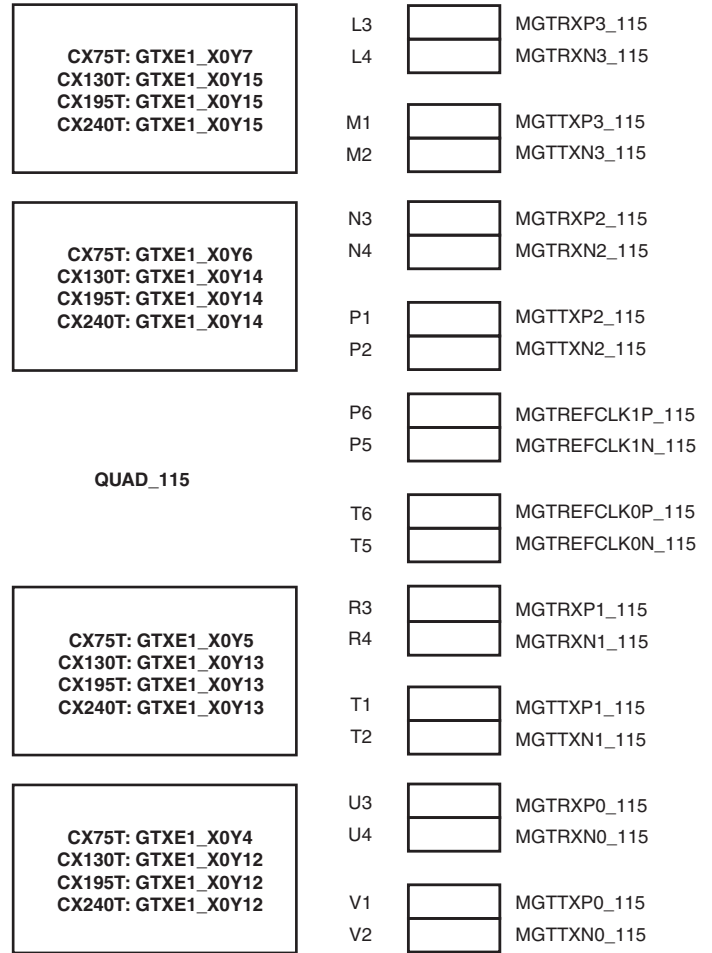 L3 MGTRXP3_115
CX75T: GTXE1_X0Y7
L4 MGTRXN3_115
CX130T: GTXE1_X0Y15
CX195T: GTXE1_X0Y15
CX240T: GTXE1_X0Y15
M1 MGTTXP3_115
M2 MGTTXN3_115
N3 MGTRXP2_115
CX75T: GTXE1_X0Y6
N4 MGTRXN2_115
CX130T: GTXE1_X0Y14
CX195T: GTXE1_X0Y14
CX240T: GTXE1_X0Y14
P1 MGTTXP2_115
P2 MGTTXN2_115
P6 MGTREFCLK1P_115
P5 MGTREFCLK1N_115
QUAD_115
T6 MGTREFCLK0P_115
T5 MGTREFCLK0N_115
R3 MGTRXP1_115
CX75T: GTXE1_X0Y5
R4 MGTRXN1_115
CX130T: GTXE1_X0Y13
CX195T: GTXE1_X0Y13
CX240T: GTXE1_X0Y13
T1 MGTTXP1_115
T2 MGTTXN1_115
U3 MGTRXP0_115
CX75T: GTXE1_X0Y4
U4 MGTRXN0_115
CX130T: GTXE1_X0Y12
CX195T: GTXE1_X0Y12
CX240T: GTXE1_X0Y12
V1 MGTTXP0_115
V2 MGTTXN0_115